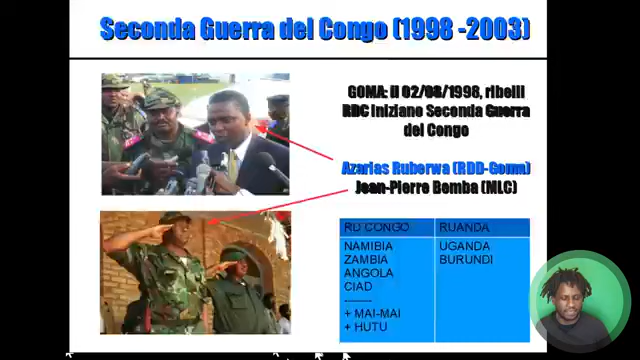 Seconda Guerra del Congo (1998 -2003)
GOMA: Il 02/08/1998, ribelli
RDC Iniziano Seconda Guerra
del Congo
Azarias Ruberwa (RDD-Goma)
Jean-Pierre Bemba (MLC)
RD CONGO
RUANDA
NAMIBIA
UGANDA
ZAMBIA
BURUNDI
ANGOLA
CIAD
-------
+ MAI-MAI
+ HUTU